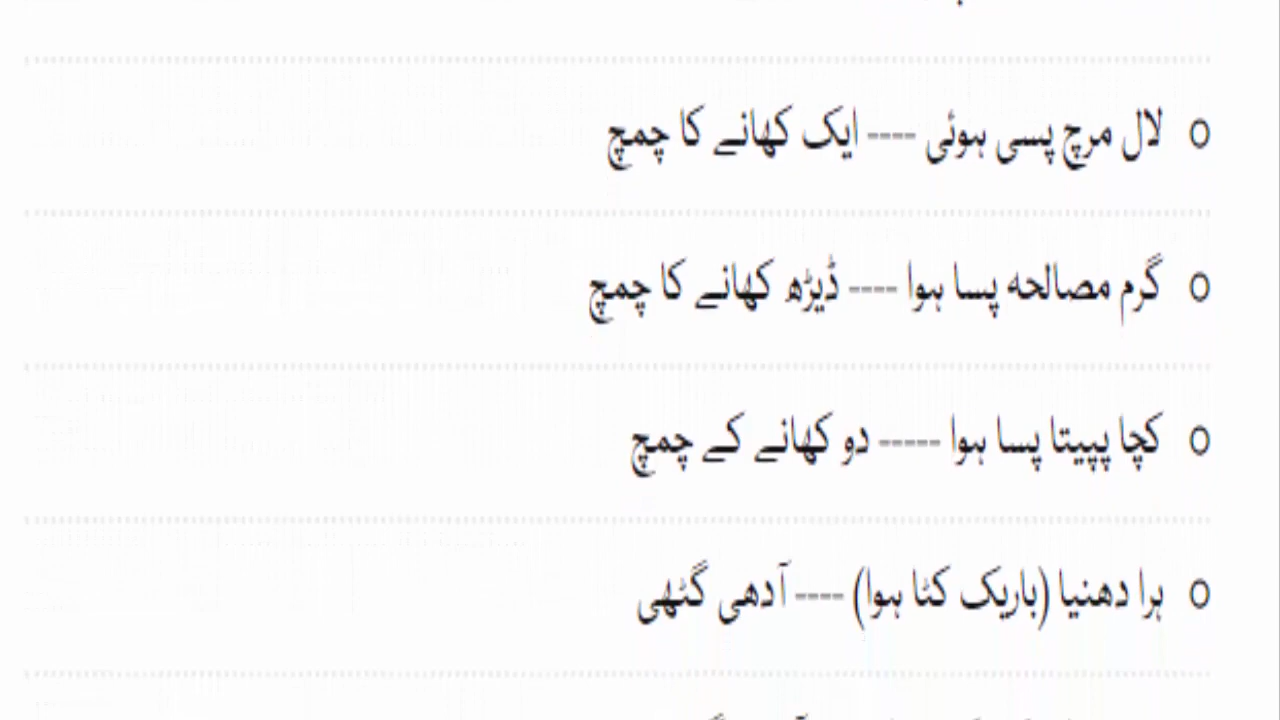 o لال مرچ پسی ہوئی ---- ایک کھانے کا چمچ
o گرم مصالحہ پسا ہوا ---- ڈیڑھ کھانے کا چمچ
o کچا پپیتا پسا ہوا ----- دو کھانے کے چمچ
o ہرا دھنیا (باریک کٹا ہوا) ---- آدھی گٹھی